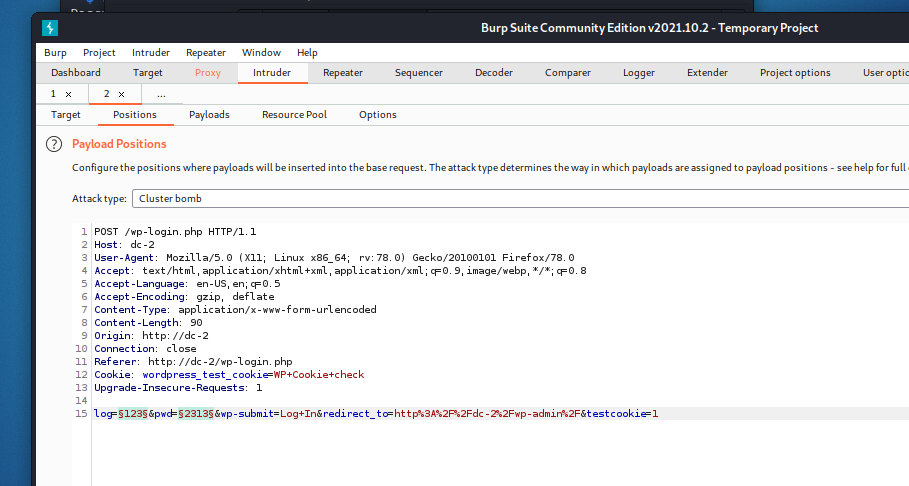 Burp Suite Community Edition v2021.10.2 - Temporary Project
Burp Project Intruder Repeater Window Help
Dashboard Target Proxy Intruder Repeater Sequencer Decoder Comparer Logger Extender Project options User optio
1 × 2 × ...
Target Positions Payloads Resource Pool Options
? Payload Positions
Configure the positions where payloads will be inserted into the base request. The attack type determines the way in which payloads are assigned to payload positions - see help for full
Attack type: Cluster bomb
1 POST /wp-login.php HTTP/1.1
2 Host: dc-2
3 User-Agent: Mozilla/5.0 (X11; Linux x86_64; rv:78.0) Gecko/20100101 Firefox/78.0
4 Accept: text/html,application/xhtml+xml,application/xml;q=0.9,image/webp,*/*;q=0.8
5 Accept-Language: en-US,en;q=0.5
6 Accept-Encoding: gzip, deflate
7 Content-Type: application/x-www-form-urlencoded
8 Content-Length: 90
9 Origin: http://dc-2
10 Connection: close
11 Referer: http://dc-2/wp-login.php
12 Cookie: wordpress_test_cookie=WP+Cookie+check
13 Upgrade-Insecure-Requests: 1
14
15 log=§123§&pwd=§2313§&wp-submit=Log+In&redirect_to=http%3A%2F%2Fdc-2%2Fwp-admin%2F&testcookie=1